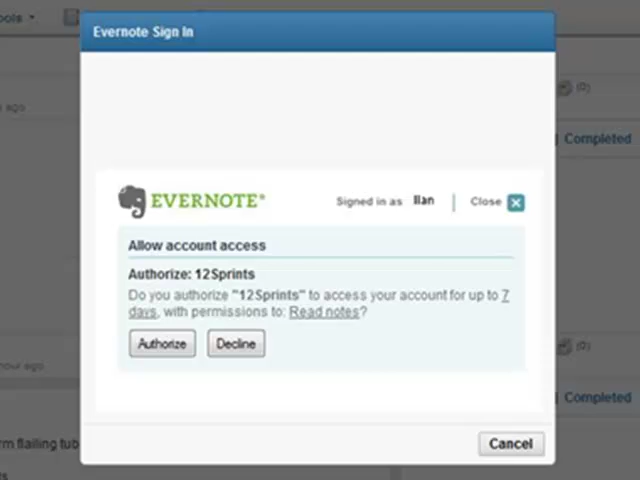 ools
Evernote Sign In
(0)
ago
Completed
EVERNOTE®
Signed in as Ilan | Close
Allow account access
Authorize: 12Sprints
Do you authorize "12Sprints" to access your account for up to 7
days, with permissions to: Read notes?
Authorize Decline
(0)
hour ago
Completed
rm flailing tub
Cancel